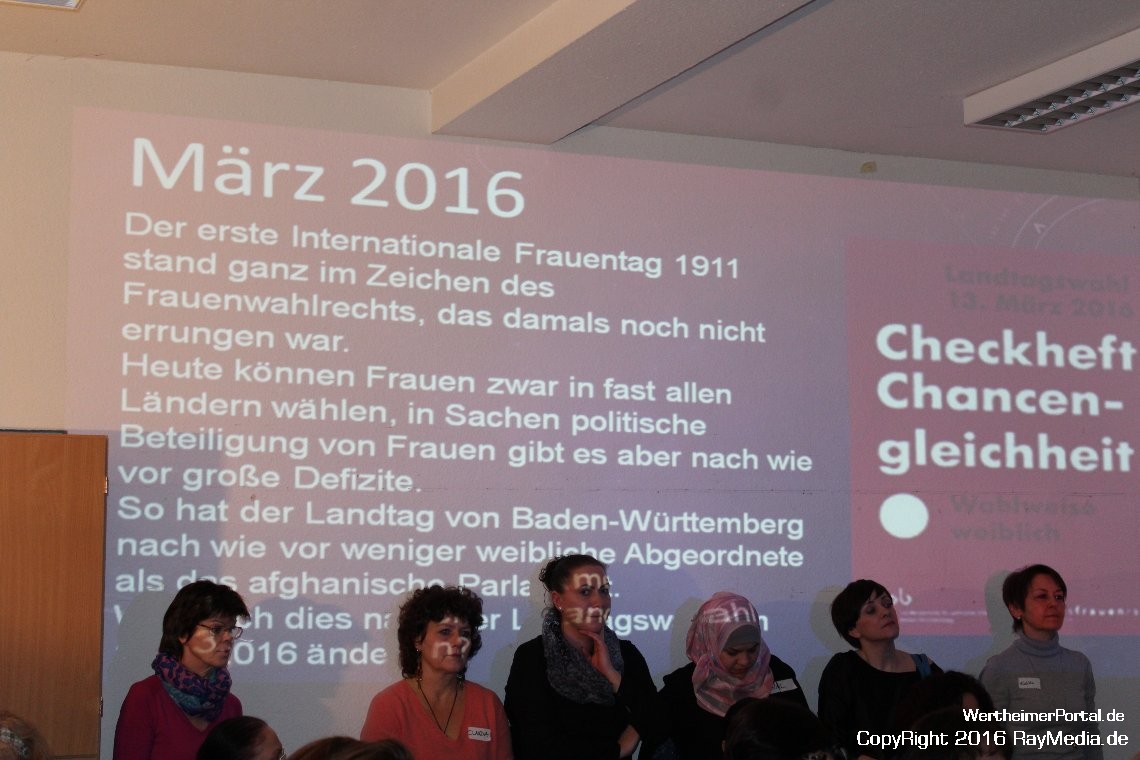 März 2016
Der erste Internationale Frauentag 1911
stand ganz im Zeichen des
Frauenwahlrechts, das damals noch nicht
errungen war.
Heute können Frauen zwar in fast allen
Ländern wählen, in Sachen politische
Beteiligung von Frauen gibt es aber nach wie
vor große Defizite.
So hat der Landtag von Baden-Württemberg
nach wie vor weniger weibliche Abgeordnete
als das afghanische
dies
2016
Landtagswahl
13. März 2016
Checkheft
Chancen-
gleichheit
Wahlweise
weiblich
WertheimerPortal.de
CopyRight 2016 RayMedia.de